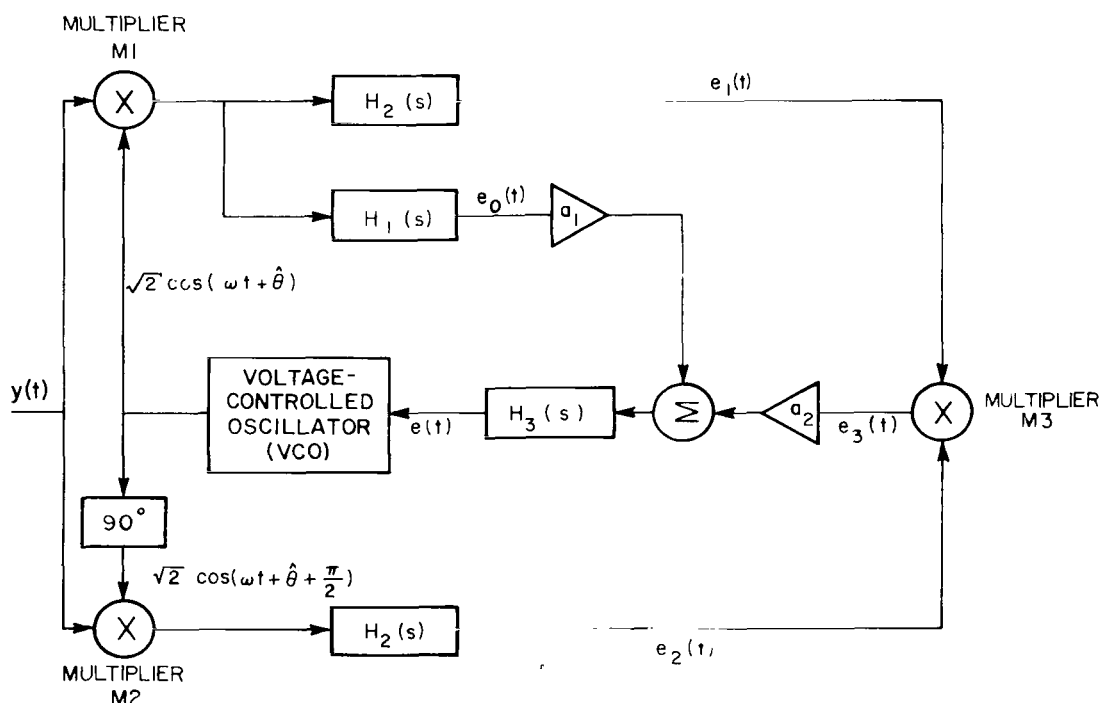 MULTIPLIER
M1
X
H₂(s)
e₁(t)
H₁(s)
e₀(t)
a₁
√2 cos(ωt + θ̂)
y(t)
VOLTAGE-
CONTROLLED
OSCILLATOR
(VCO)
e(t)
H₃(s)
Σ
a₂
e₃(t)
X
MULTIPLIER
M3
90°
√2 cos(ωt + θ̂ + π/2)
X
H₂(s)
e₂(t)
MULTIPLIER
M2